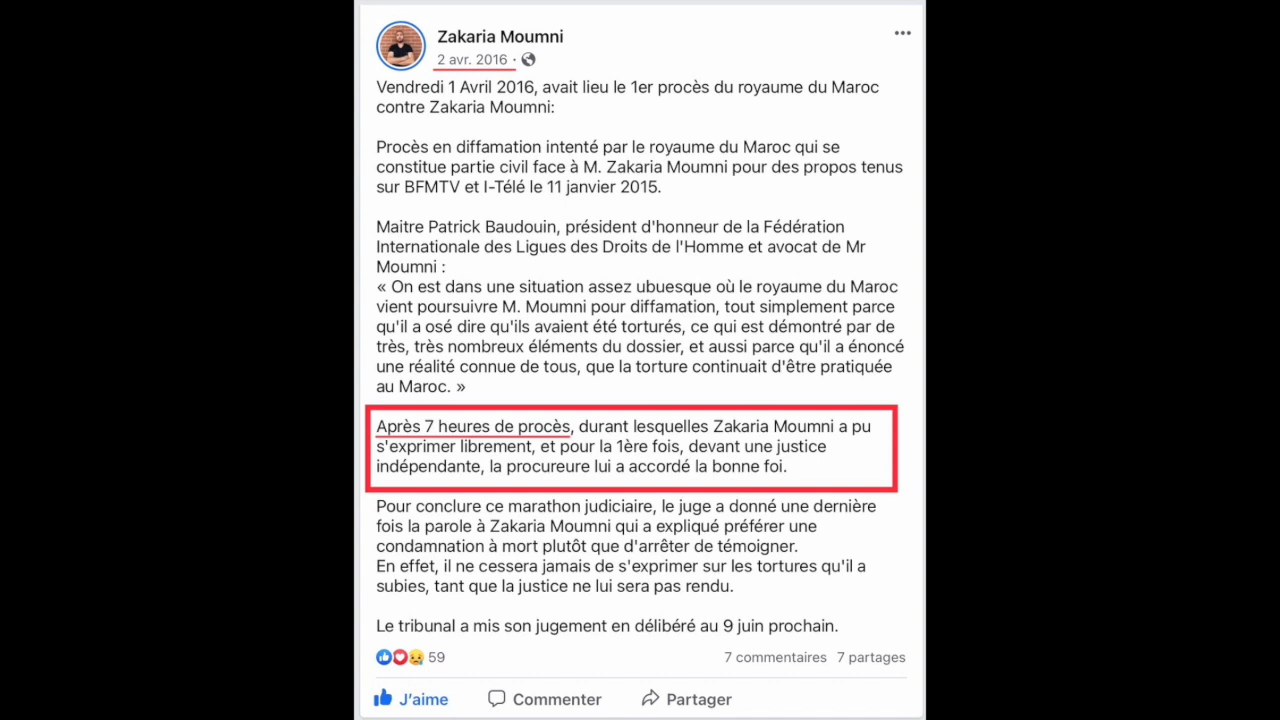 Zakaria Moumni
2 avr. 2016 ·
Vendredi 1 Avril 2016, avait lieu le 1er procès du royaume du Maroc
contre Zakaria Moumni:
Procès en diffamation intenté par le royaume du Maroc qui se
constitue partie civil face à M. Zakaria Moumni pour des propos tenus
sur BFMTV et I-Télé le 11 janvier 2015.
Maitre Patrick Baudouin, président d'honneur de la Fédération
Internationale des Ligues des Droits de l'Homme et avocat de Mr
Moumni :
« On est dans une situation assez ubuesque où le royaume du Maroc
vient poursuivre M. Moumni pour diffamation, tout simplement parce
qu'il a osé dire qu'ils avaient été torturés, ce qui est démontré par de
très, très nombreux éléments du dossier, et aussi parce qu'il a énoncé
une réalité connue de tous, que la torture continuait d'être pratiquée
au Maroc. »
Après 7 heures de procès, durant lesquelles Zakaria Moumni a pu
s'exprimer librement, et pour la 1ère fois, devant une justice
indépendante, la procureure lui a accordé la bonne foi.
Pour conclure ce marathon judiciaire, le juge a donné une dernière
fois la parole à Zakaria Moumni qui a expliqué préférer une
condamnation à mort plutôt que d'arrêter de témoigner.
En effet, il ne cessera jamais de s'exprimer sur les tortures qu'il a
subies, tant que la justice ne lui sera pas rendu.
Le tribunal a mis son jugement en délibéré au 9 juin prochain.
59 7 commentaires 7 partages
J'aime Commenter Partager